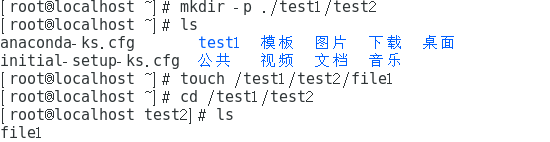 [root@localhost ~]# mkdir -p ./test1/test2
[root@localhost ~]# ls
anaconda-ks.cfg test1 模板 图片 下载 桌面
initial-setup-ks.cfg 公共 视频 文档 音乐
[root@localhost ~]# touch /test1/test2/file1
[root@localhost ~]# cd /test1/test2
[root@localhost test2]# ls
file1